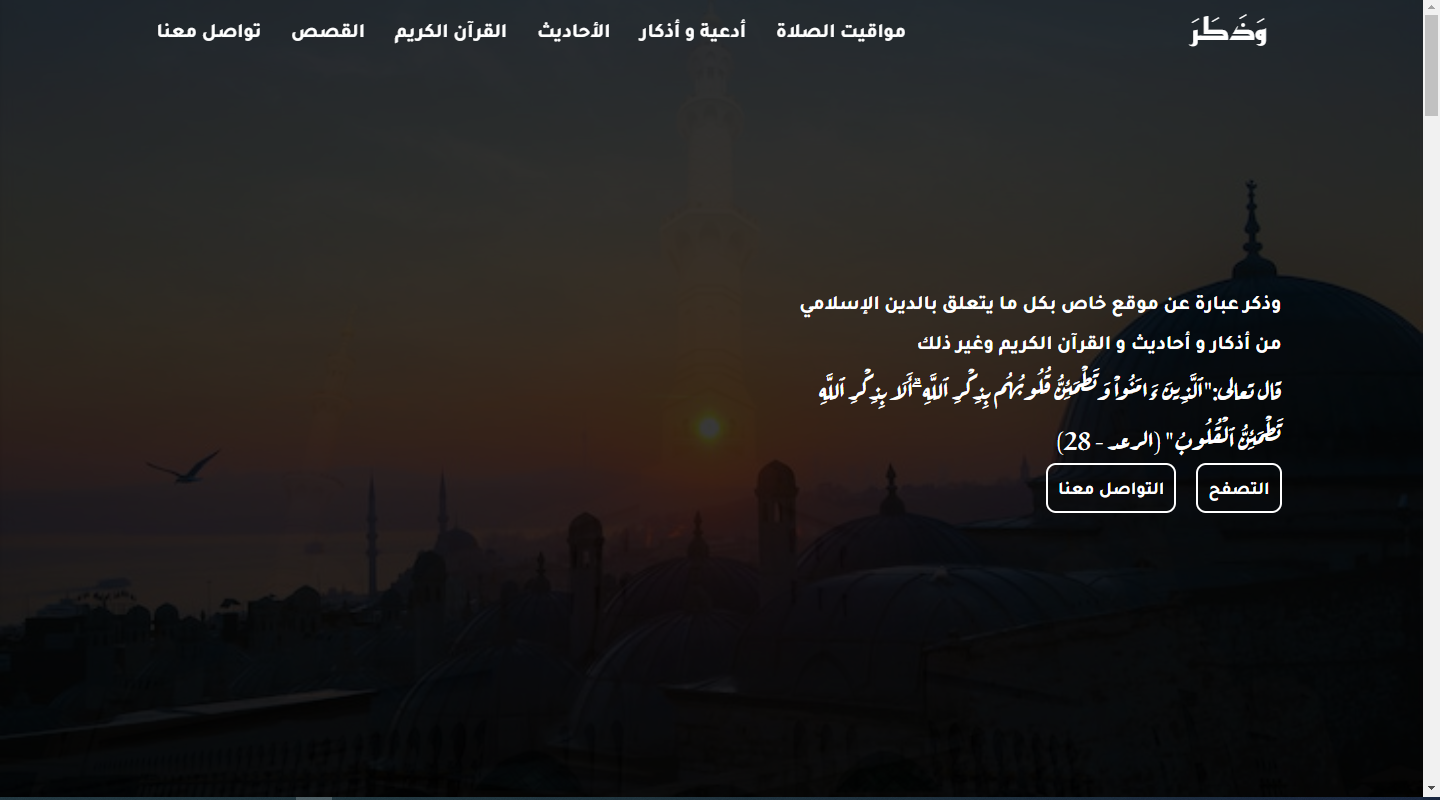 وَذَكَرَ
مواقيت الصلاة
أدعية و أذكار
الأحاديث
القرآن الكريم
القصص
تواصل معنا
وذكر عبارة عن موقع خاص بكل ما يتعلق بالدين الإسلامي
من أذكار و أحاديث و القرآن الكريم وغير ذلك
قال تعالى:"ٱلَّذِينَ ءَامَنُوا۟ وَتَطْمَئِنُّ قُلُوبُهُم بِذِكْرِ ٱللَّهِ ۗ أَلَا بِذِكْرِ ٱللَّهِ
تَطْمَئِنُّ ٱلْقُلُوبُ" (الرعد - 28)
التصفح
التواصل معنا